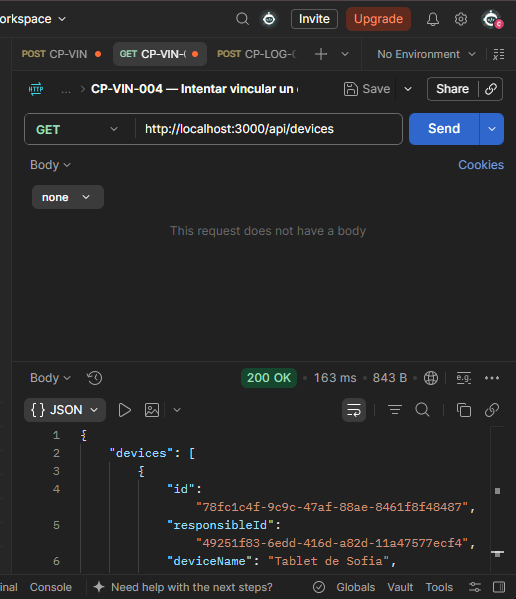 orkspace
Invite
Upgrade
POST CP-VIN
GET CP-VIN-(
POST CP-LOG-(
No Environment
HTTP
... > CP-VIN-004 — Intentar vincular un
Save
Share
GET
http://localhost:3000/api/devices
Send
Body
Cookies
none
This request does not have a body
Body
200 OK • 163 ms • 843 B
e.g.
{} JSON
1 {
2 "devices": [
3 {
4 "id":
"78fc1c4f-9c9c-47af-88ae-8461f8f48487",
5 "responsibleId":
"49251f83-6edd-416d-a82d-11a47577ecf4",
6 "deviceName": "Tablet de Sofia",
inal Console Need help with the next steps? Globals Vault Tools